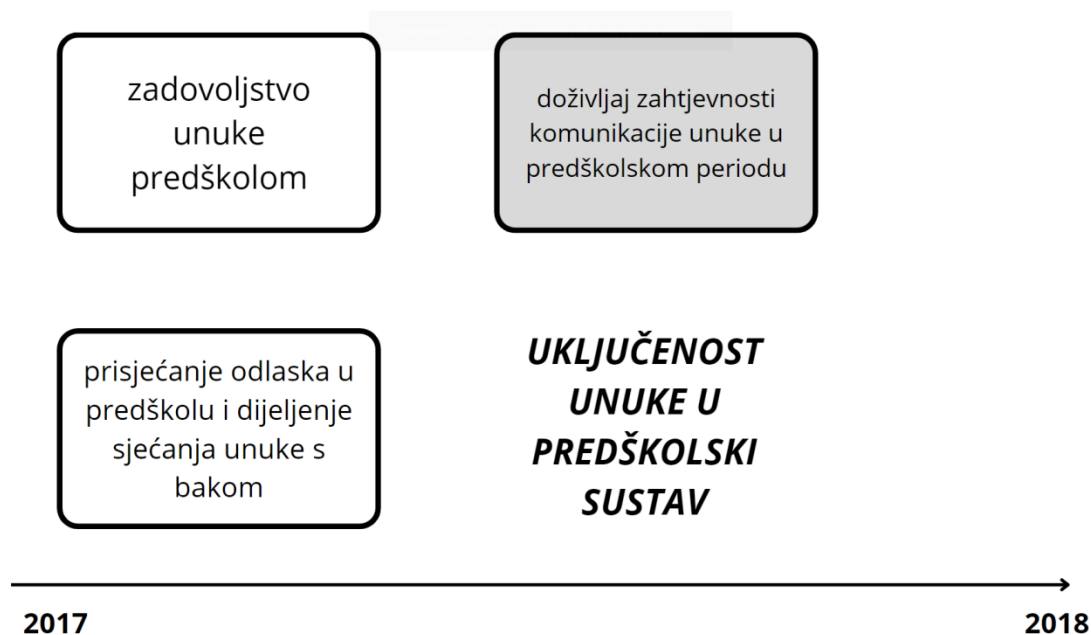 zadovoljstvo
unuke
predškolom
doživljaj zahtjevnosti
komunikacije unuke u
predškolskom periodu
prisjećanje odlaska u
predškolu i dijeljenje
sjećanja unuke s
bakom
UKLJUČENOST
UNUKE U
PREDŠKOLSKI
SUSTAV
2017
2018